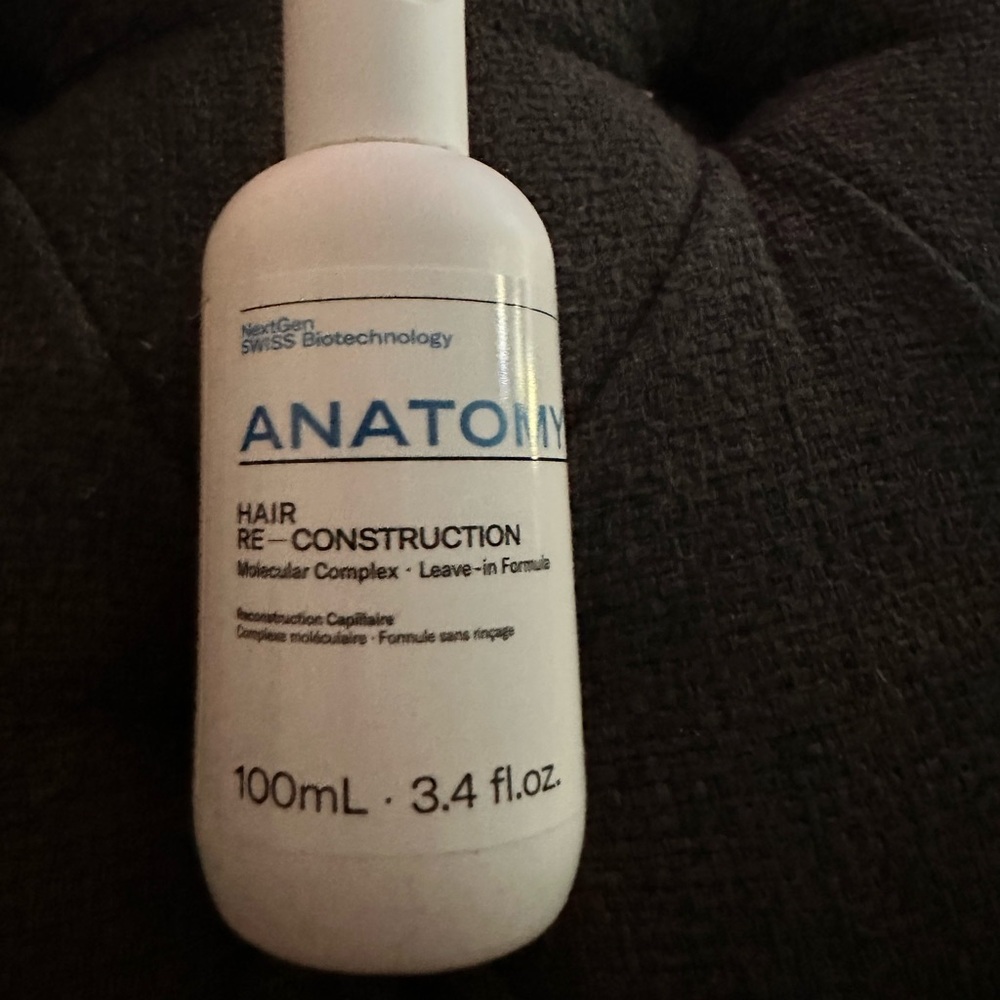 NextGen
SWISS Biotechnology
ANATOMY
HAIR
RE–CONSTRUCTION
Molecular Complex · Leave-in Formula
Reconstruction Capillaire
Complexe moléculaire · Formule sans rinçage
100mL · 3.4 fl.oz.